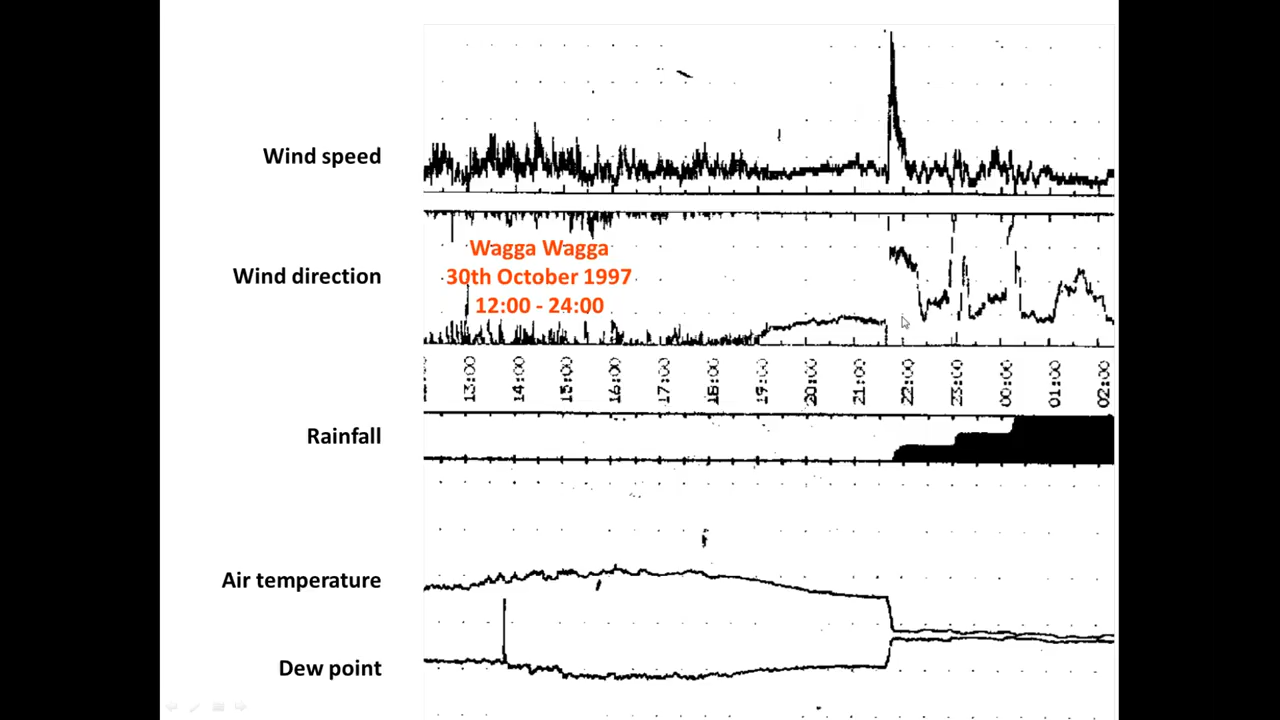 Wind speed
Wind direction
Wagga Wagga
30th October 1997
12:00 - 24:00
13:00
14:00
15:00
16:00
17:00
18:00
19:00
20:00
21:00
22:00
23:00
00:00
01:00
02:00
Rainfall
Air temperature
Dew point